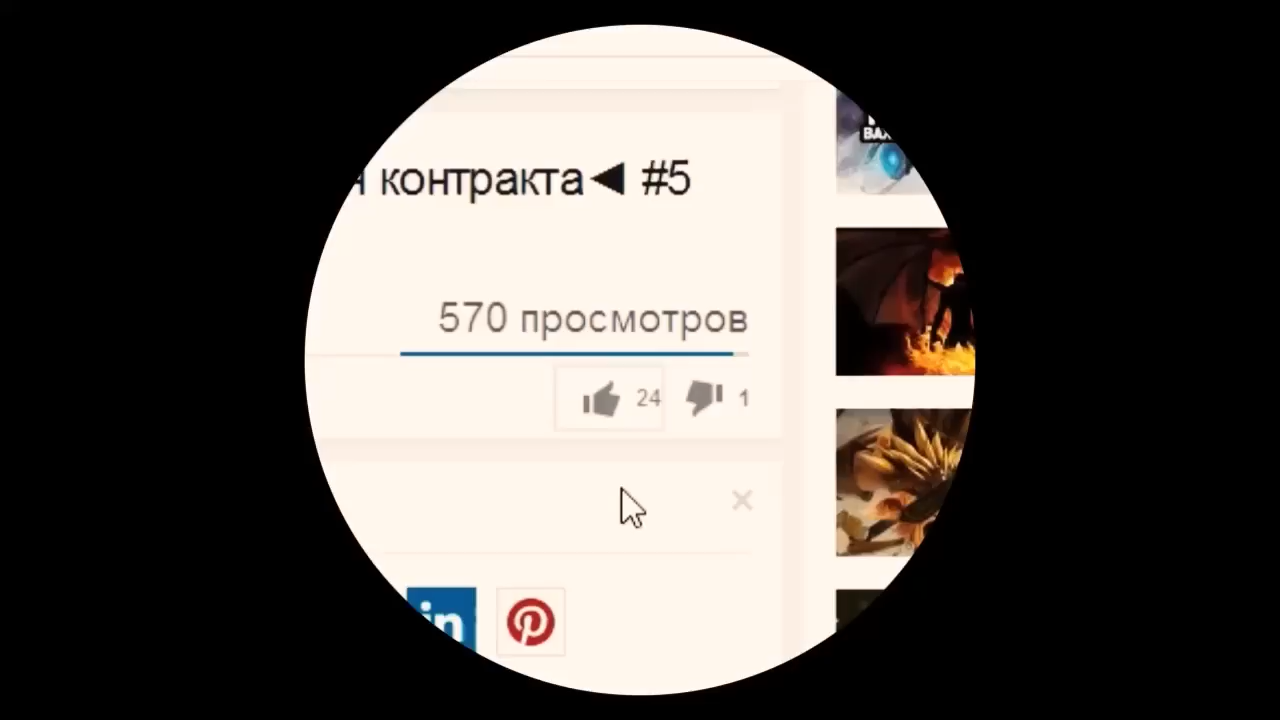 контракта◄ #5
570 просмотров
24 1
in